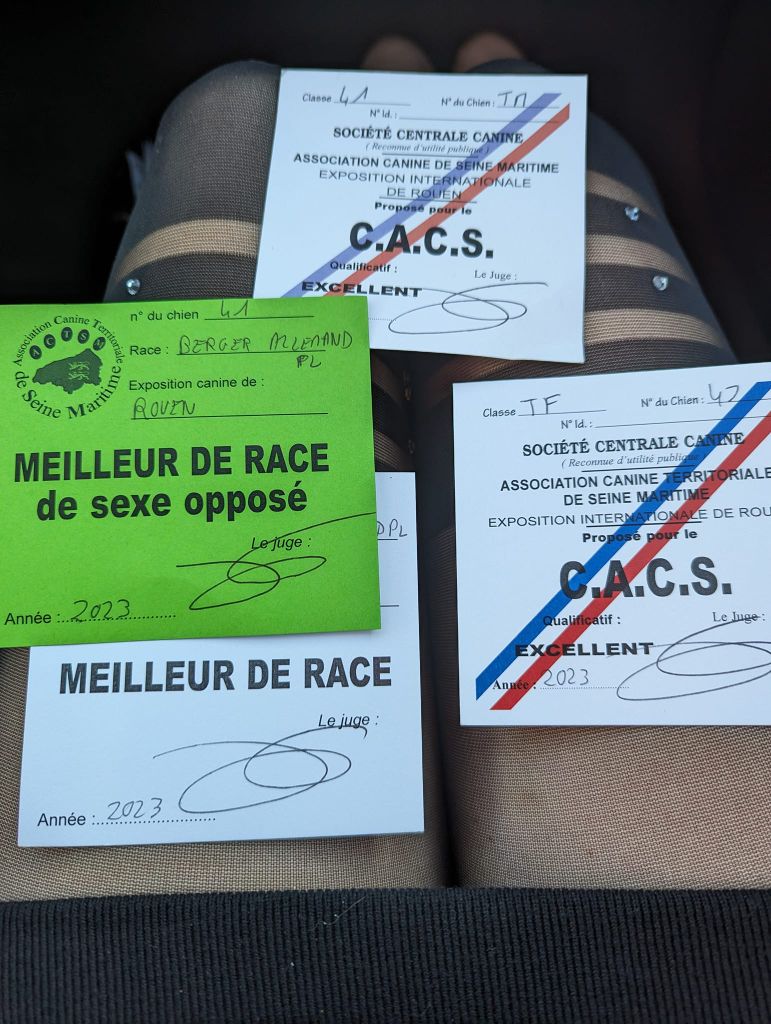 Classe 41 N° du Chien : TM
N° Id. :
SOCIÉTÉ CENTRALE CANINE
( Reconnue d'utilité publique )
ASSOCIATION CANINE DE SEINE MARITIME
EXPOSITION INTERNATIONALE
DE ROUEN
Proposé pour le
C.A.C.S.
Qualificatif :
Le Juge :
EXCELLENT
Association Canine Territoriale
ACTSM
de Seine Maritime
n° du chien 41
Race : BERGER ALLEMAND
PL
Exposition canine de :
ROUEN
MEILLEUR DE RACE
de sexe opposé
Le juge :
Année : 2023
DPL
MEILLEUR DE RACE
Le juge :
Année : 2023
Classe TF N° du Chien : 42
N° Id. :
SOCIÉTÉ CENTRALE CANINE
( Reconnue d'utilité publique
ASSOCIATION CANINE TERRITORIALE
DE SEINE MARITIME
EXPOSITION INTERNATIONALE DE ROU
Proposé pour le
C.A.C.S.
Qualificatif :
Le Juge :
EXCELLENT
Année : 2023